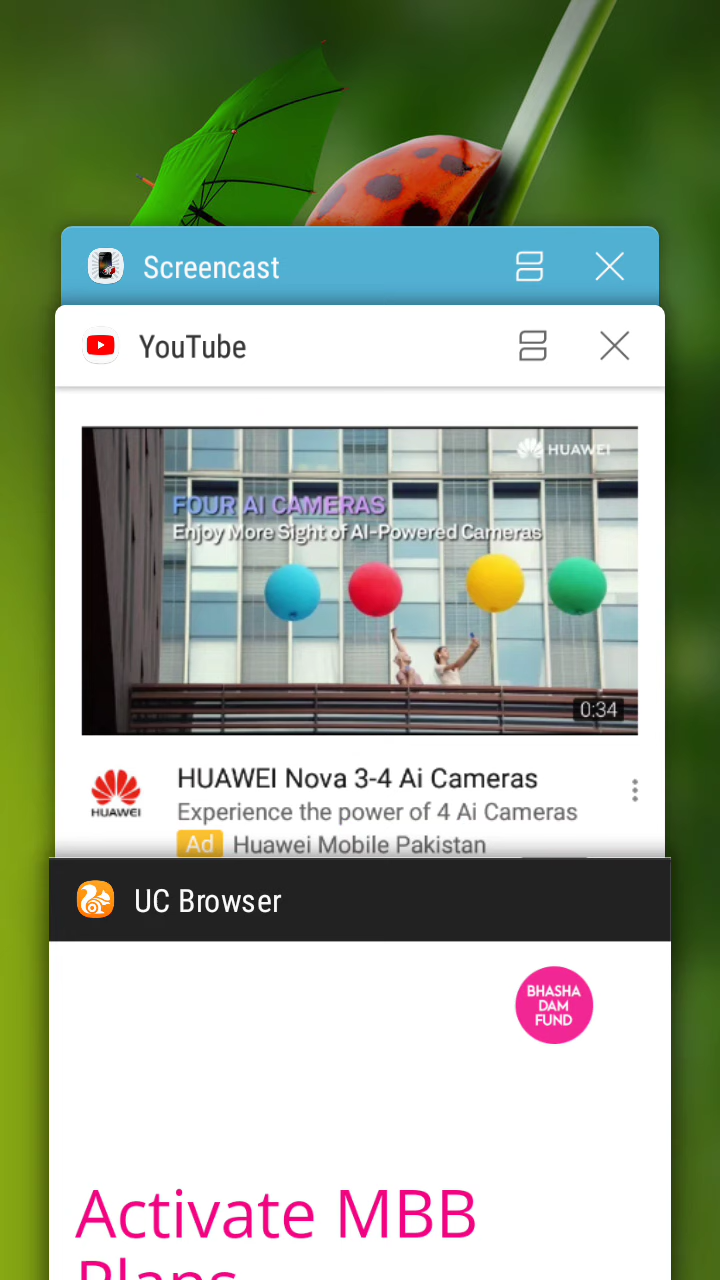 Screencast
YouTube
HUAWEI
FOUR AI CAMERAS
Enjoy More Sight of AI-Powered Cameras
0:34
HUAWEI Nova 3-4 Ai Cameras
HUAWEI
Experience the power of 4 Ai Cameras
Ad Huawei Mobile Pakistan
UC Browser
BHASHA
DAM
FUND
Activate MBB
Plans